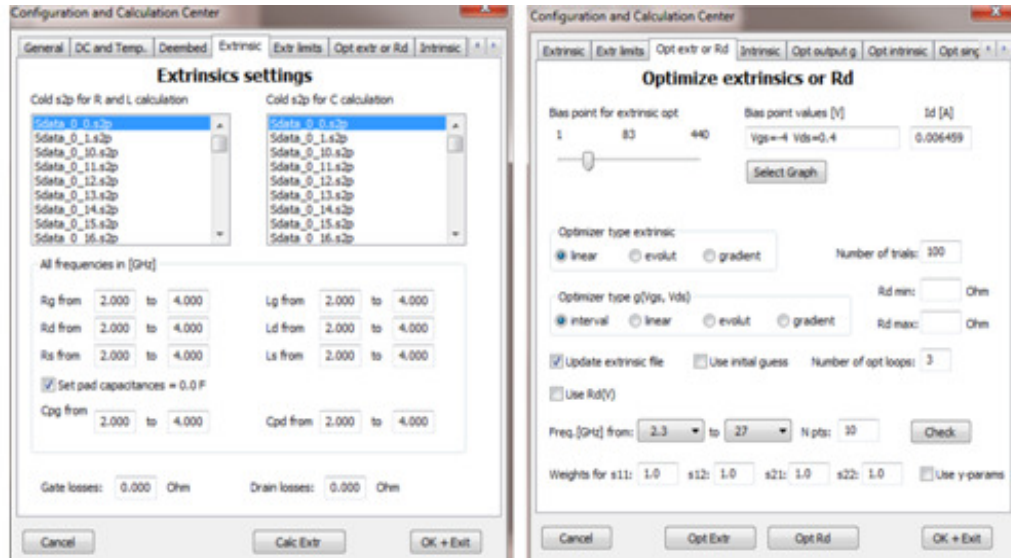 Configuration and Calculation Center
General DC and Temp. Deembed Extrinsic Extr limits Opt extr or Rd Intrinsic
Extrinsics settings
Cold s2p for R and L calculation Cold s2p for C calculation
Sdata_0_0.s2p Sdata_0_0.s2p
Sdata_0_1.s2p Sdata_0_1.s2p
Sdata_0_10.s2p Sdata_0_10.s2p
Sdata_0_11.s2p Sdata_0_11.s2p
Sdata_0_12.s2p Sdata_0_12.s2p
Sdata_0_13.s2p Sdata_0_13.s2p
Sdata_0_14.s2p Sdata_0_14.s2p
Sdata_0_15.s2p Sdata_0_15.s2p
Sdata_0_16.s2p Sdata_0_16.s2p
All frequencies in [GHz]
Rg from 2.000 to 4.000 Lg from 2.000 to 4.000
Rd from 2.000 to 4.000 Ld from 2.000 to 4.000
Rs from 2.000 to 4.000 Ls from 2.000 to 4.000
Set pad capacitances = 0.0 F
Cpg from 2.000 to 4.000 Cpd from 2.000 to 4.000
Gate losses: 0.000 Ohm Drain losses: 0.000 Ohm
Cancel Calc Extr OK + Exit
Configuration and Calculation Center
Extrinsic Extr limits Opt extr or Rd Intrinsic Opt output g Opt intrinsic Opt sing
Optimize extrinsics or Rd
Bias point for extrinsic opt Bias point values [V] Id [A]
1 83 440 Vgs=-4 Vds=0.4 0.006459
Select Graph
Optimizer type extrinsic
linear evolut gradient Number of trials: 100
Optimizer type g(Vgs, Vds) Rd min: Ohm
interval linear evolut gradient Rd max: Ohm
Update extrinsic file Use initial guess Number of opt loops: 3
Use Rd(V)
Freq.[GHz] from: 2.3 to 27 N pts: 10 Check
Weights for s11: 1.0 s12: 1.0 s21: 1.0 s22: 1.0 Use y-params
Cancel Opt Extr Opt Rd OK + Exit